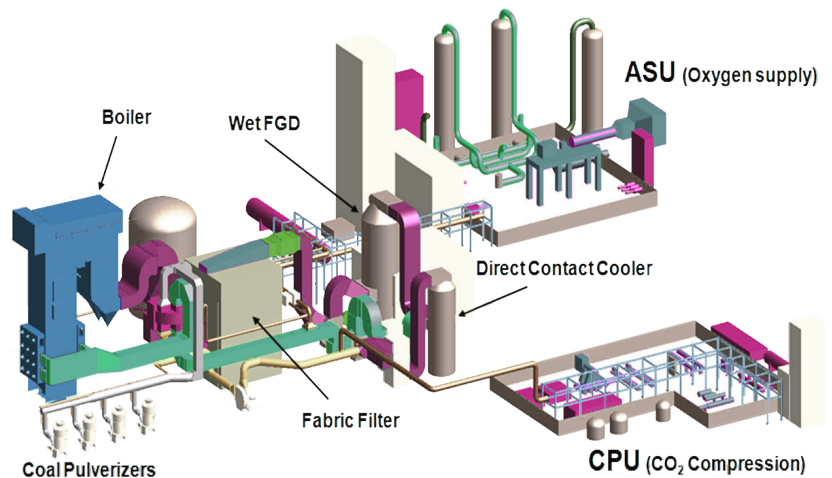 ASU (Oxygen supply)
Boiler
Wet FGD
Direct Contact Cooler
Fabric Filter
Coal Pulverizers
CPU (CO₂ Compression)